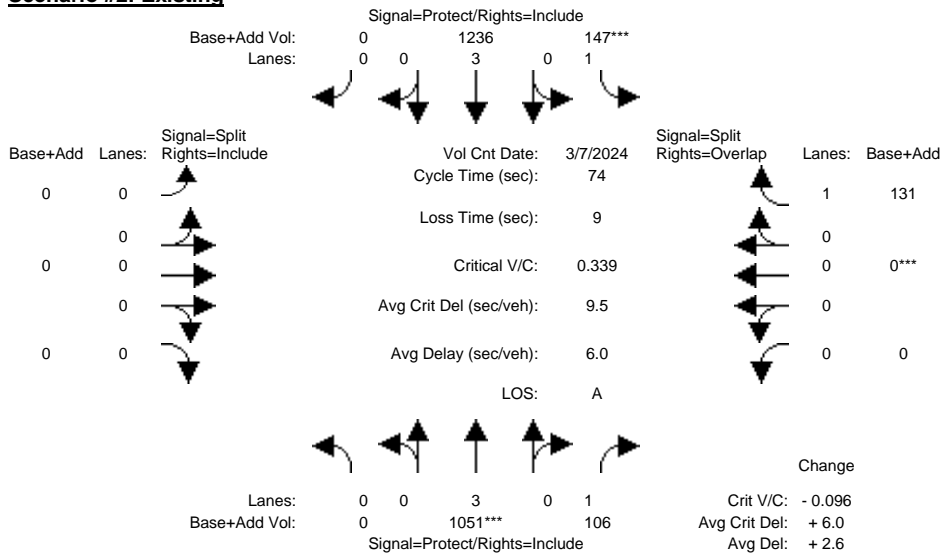 Scenario #2: Existing
Signal=Protect/Rights=Include
Base+Add Vol: 0 1236 147***
Lanes: 0 0 3 0 1
Signal=Split Signal=Split
Base+Add Lanes: Rights=Include Vol Cnt Date: 3/7/2024 Rights=Overlap Lanes: Base+Add
Cycle Time (sec): 74
0 0 1 131
Loss Time (sec): 9
0 0
0 0 Critical V/C: 0.339 0 0***
0 Avg Crit Del (sec/veh): 9.5 0
0 0 Avg Delay (sec/veh): 6.0 0 0
LOS: A
Change
Lanes: 0 0 3 0 1 Crit V/C: - 0.096
Base+Add Vol: 0 1051*** 106 Avg Crit Del: + 6.0
Signal=Protect/Rights=Include Avg Del: + 2.6